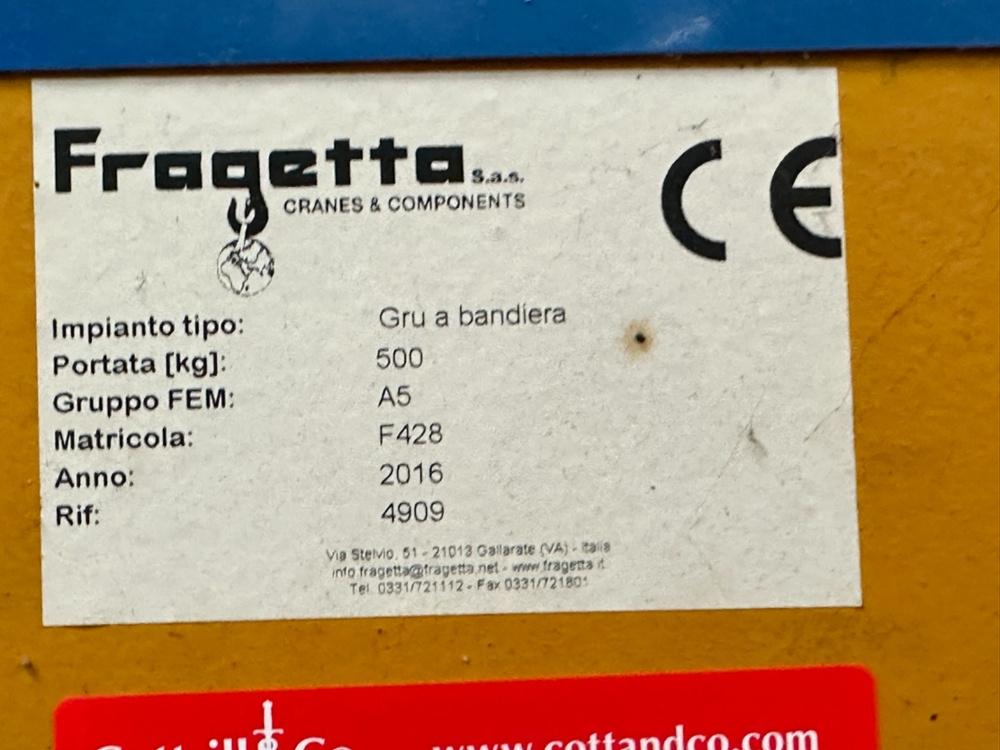 Fragetta s.a.s.
CRANES & COMPONENTS
CE
Impianto tipo: Gru a bandiera
Portata [kg]: 500
Gruppo FEM: A5
Matricola: F428
Anno: 2016
Rif: 4909
Via Stelvio, 51 - 21013 Gallarate (VA) - Italia
info.fragetta@fragetta.net - www.fragetta.it
Tel. 0331/721112 - Fax 0331/721801
www.cottandco.com